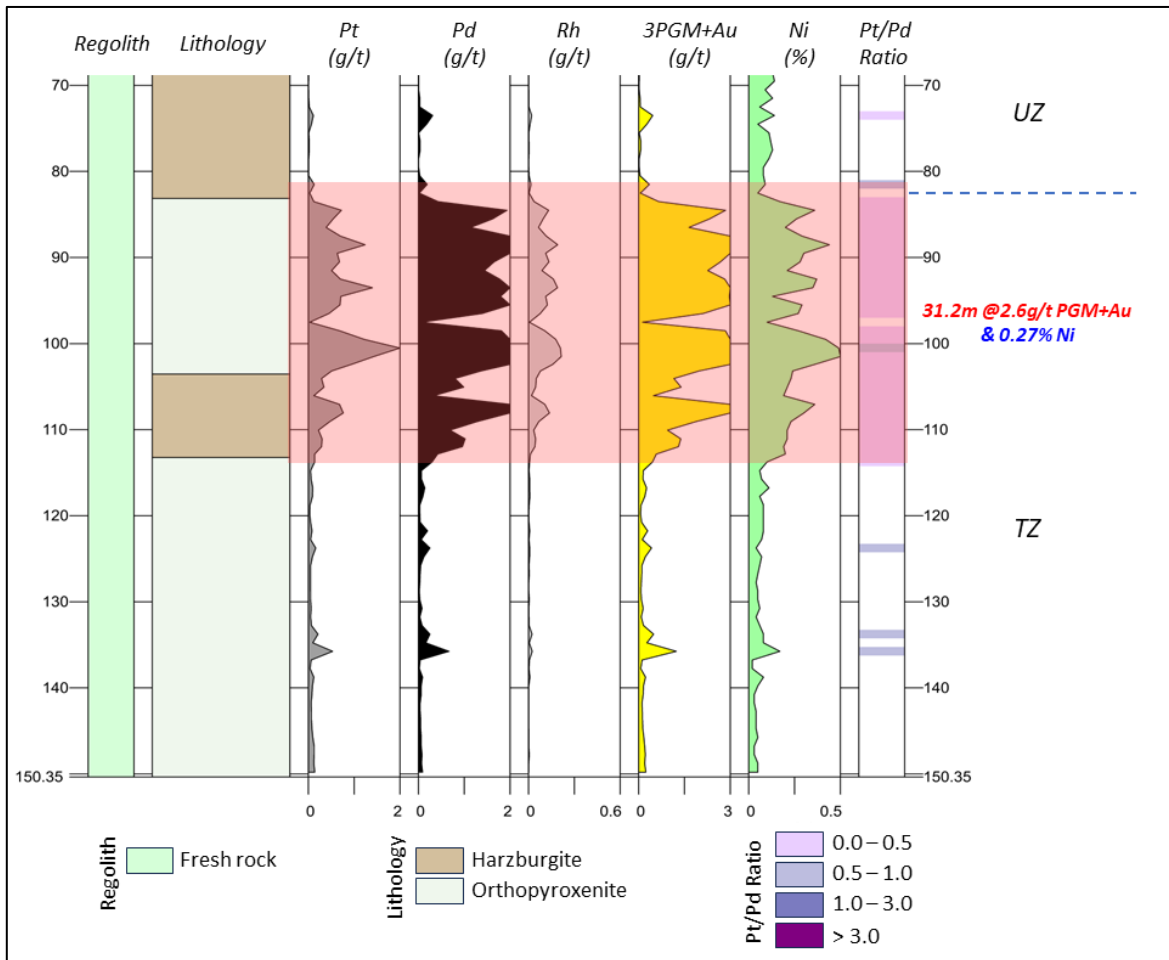 Regolith Lithology Pt Pd Rh 3PGM+Au Ni Pt/Pd
(g/t) (g/t) (g/t) (g/t) (%) Ratio
70 70
UZ
80 80
90 90
31.2m @2.6g/t PGM+Au
100 & 0.27% Ni 100
110 110
120 120
TZ
130 130
140 140
150.35 150.35
0 2 0 2 0 0.6 0 3 0 0.5
Regolith
Fresh rock
Lithology
Harzburgite
Orthopyroxenite
Pt/Pd Ratio
0.0 – 0.5
0.5 – 1.0
1.0 – 3.0
> 3.0